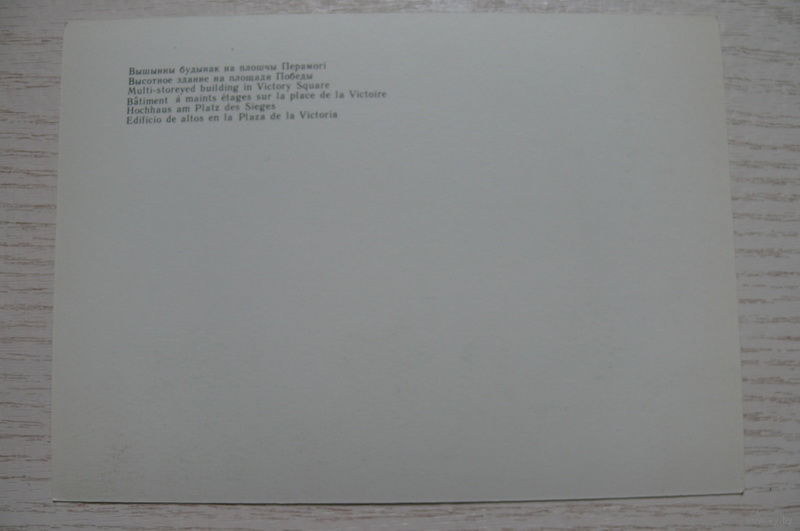 Вышынны будынак на плошчы Перамогі
Высотное здание на площади Победы
Multi-storeyed building in Victory Square
Bâtiment á maints étages sur la place de la Victoire
Hochhaus am Platz des Sieges
Edificio de altos en la Plaza de la Victoria